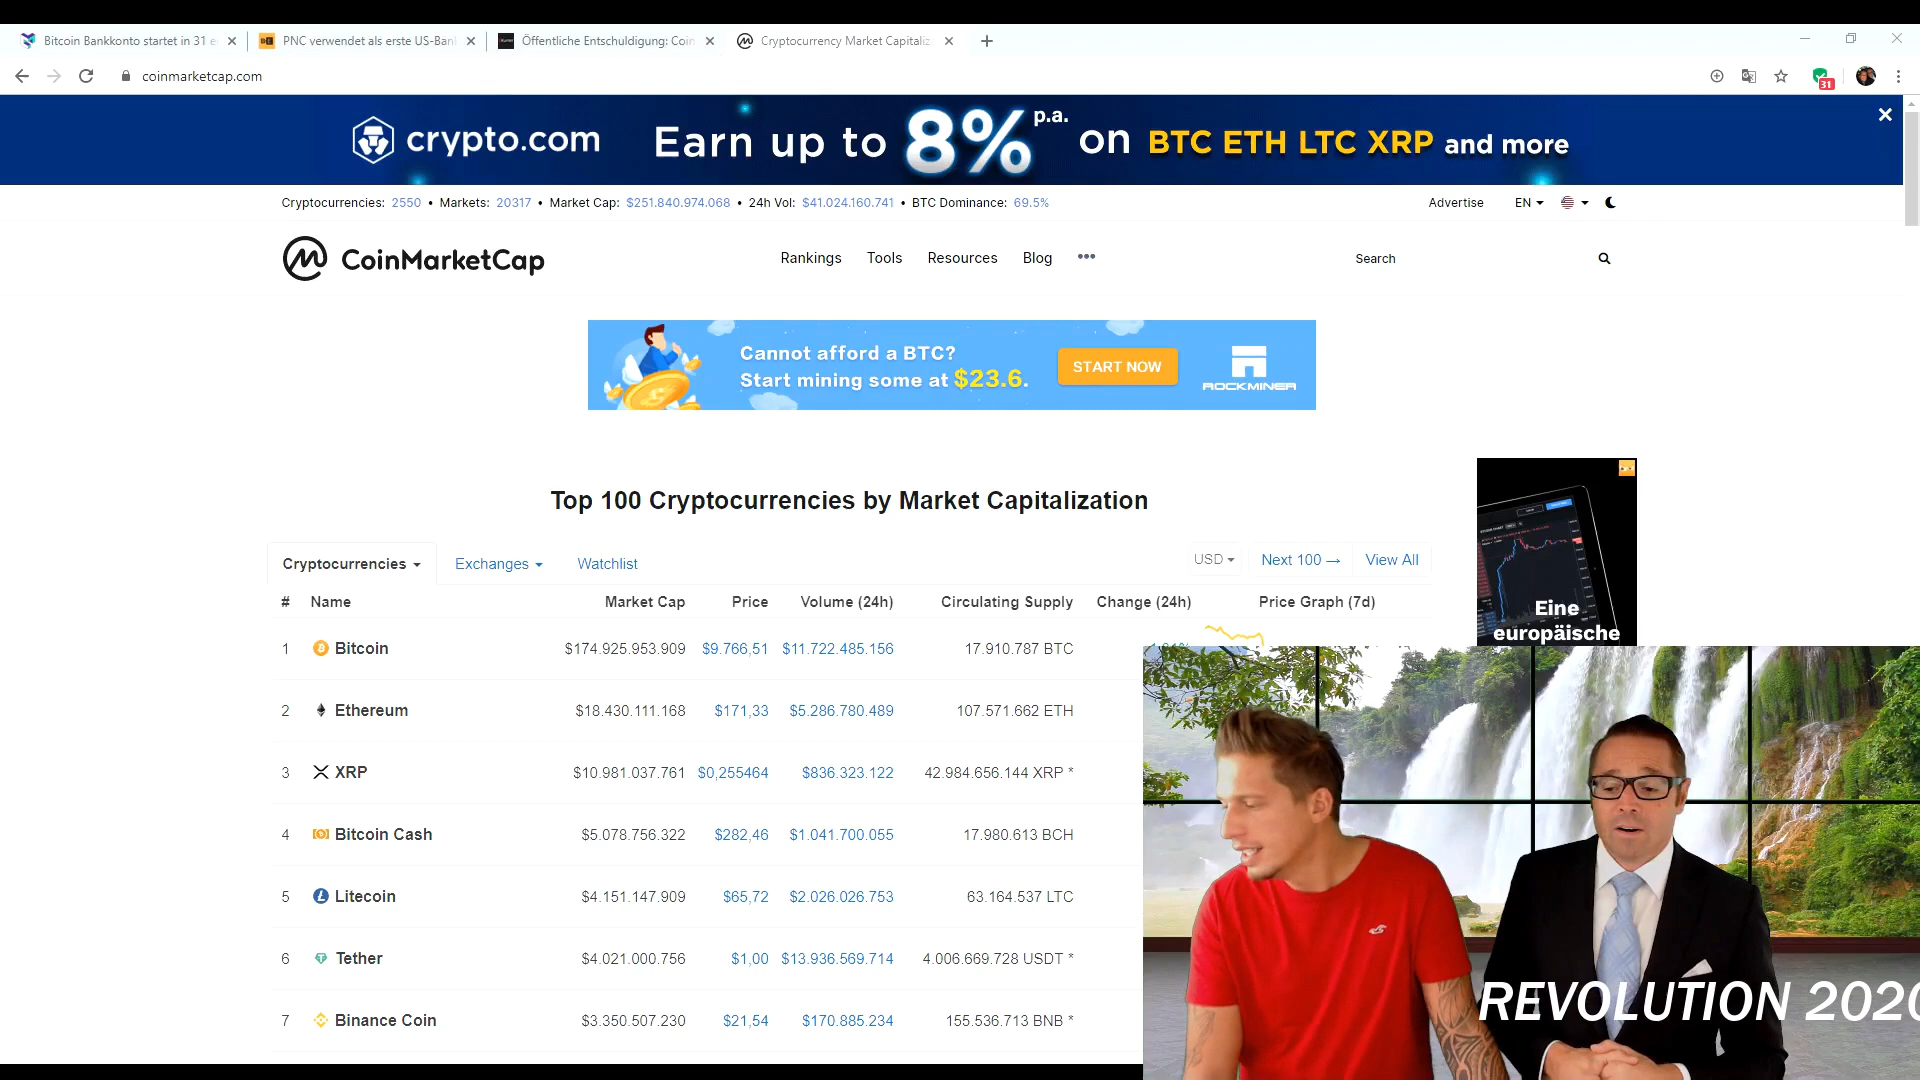 Bitcoin Bankkonto startet in 31 e
PNC verwendet als erste US-Bank
Öffentliche Entschuldigung: Coin
Cryptocurrency Market Capitaliz
coinmarketcap.com
31
crypto.com
Earn up to 8% p.a. on BTC ETH LTC XRP and more
Cryptocurrencies: 2550 • Markets: 20317 • Market Cap: $251.840.974.068 • 24h Vol: $41.024.160.741 • BTC Dominance: 69.5%
Advertise EN
CoinMarketCap
Rankings Tools Resources Blog •••
Search
Cannot afford a BTC?
Start mining some at $23.6.
START NOW
ROCKMINER
Top 100 Cryptocurrencies by Market Capitalization
Eine
europäische
Cryptocurrencies Exchanges Watchlist USD Next 100 → View All
# Name Market Cap Price Volume (24h) Circulating Supply Change (24h) Price Graph (7d)
1 Bitcoin $174.925.953.909 $9.766,51 $11.722.485.156 17.910.787 BTC
2 Ethereum $18.430.111.168 $171,33 $5.286.780.489 107.571.662 ETH
3 XRP $10.981.037.761 $0,255464 $836.323.122 42.984.656.144 XRP *
4 Bitcoin Cash $5.078.756.322 $282,46 $1.041.700.055 17.980.613 BCH
5 Litecoin $4.151.147.909 $65,72 $2.026.026.753 63.164.537 LTC
6 Tether $4.021.000.756 $1,00 $13.936.569.714 4.006.669.728 USDT *
7 Binance Coin $3.350.507.230 $21,54 $170.885.234 155.536.713 BNB *
REVOLUTION 2020